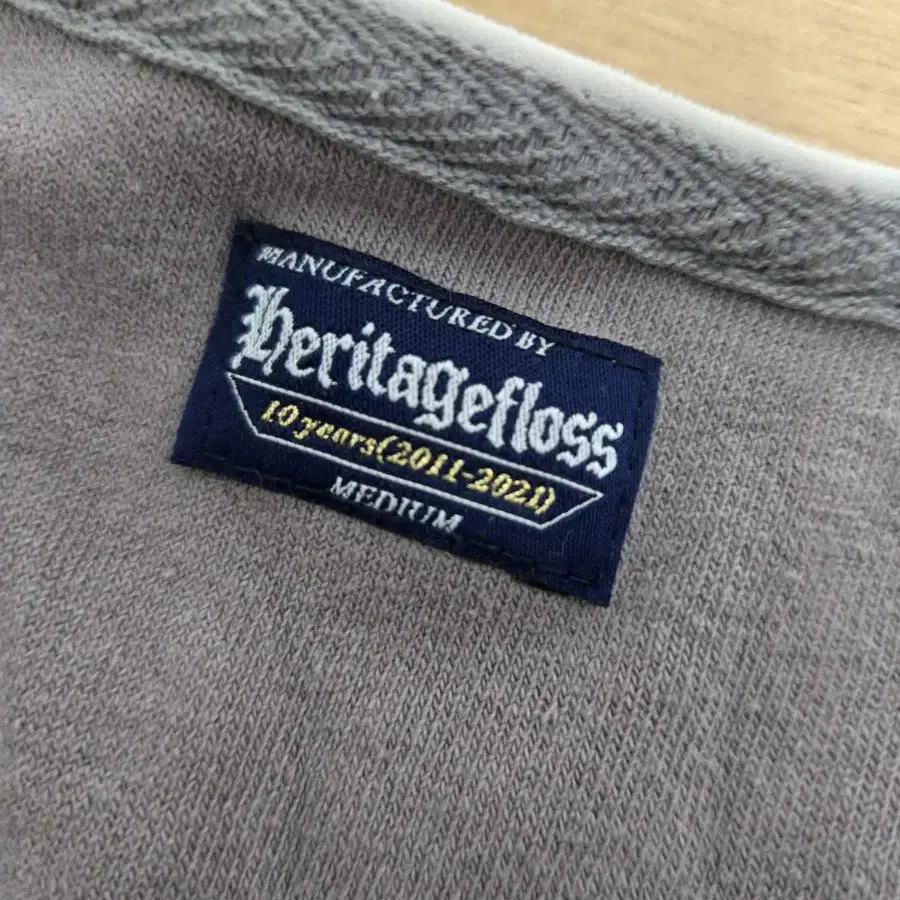 MANUFACTURED BY
Heritagefloss
10 years(2011-2021)
MEDIUM